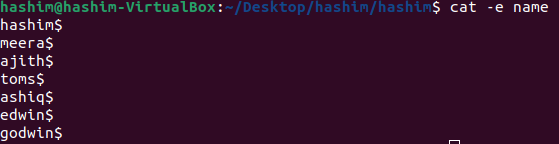 hashim@hashim-VirtualBox:~/Desktop/hashim/hashim$ cat -e name
hashim$
meera$
ajith$
toms$
ashiq$
edwin$
godwin$